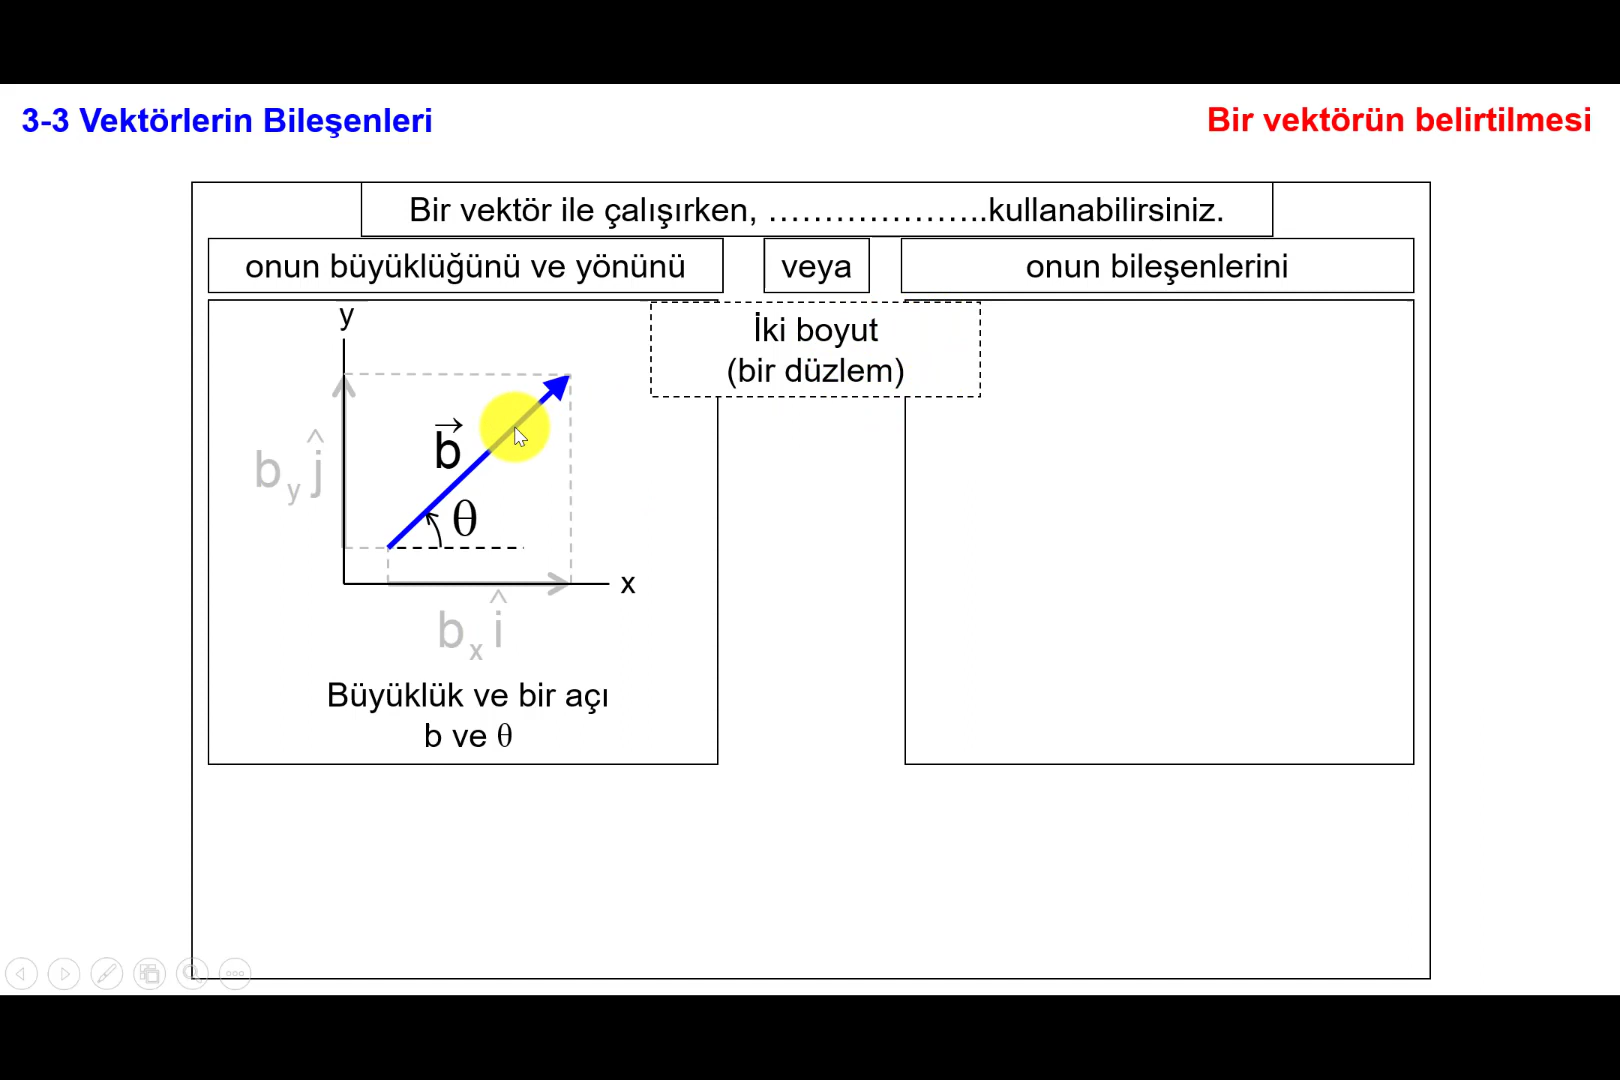 3-3 Vektörlerin Bileşenleri
Bir vektörün belirtilmesi
Bir vektör ile çalışırken, …………………..kullanabilirsiniz.
onun büyüklüğünü ve yönünü
veya
onun bileşenlerini
İki boyut
(bir düzlem)
y
b⃗
b_y ĵ
θ
x
b_x î
Büyüklük ve bir açı
b ve θ